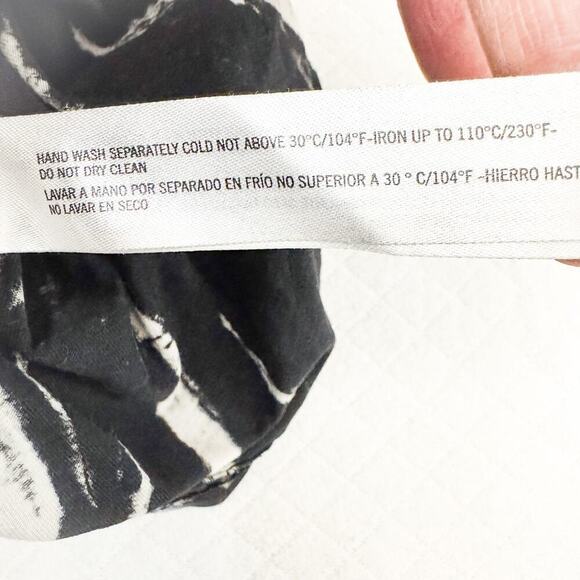 HAND WASH SEPARATELY COLD NOT ABOVE 30°C/104°F-IRON UP TO 110°C/230°F-
DO NOT DRY CLEAN
LAVAR A MANO POR SEPARADO EN FRÍO NO SUPERIOR A 30 ° C/104°F -HIERRO HAST
NO LAVAR EN SECO